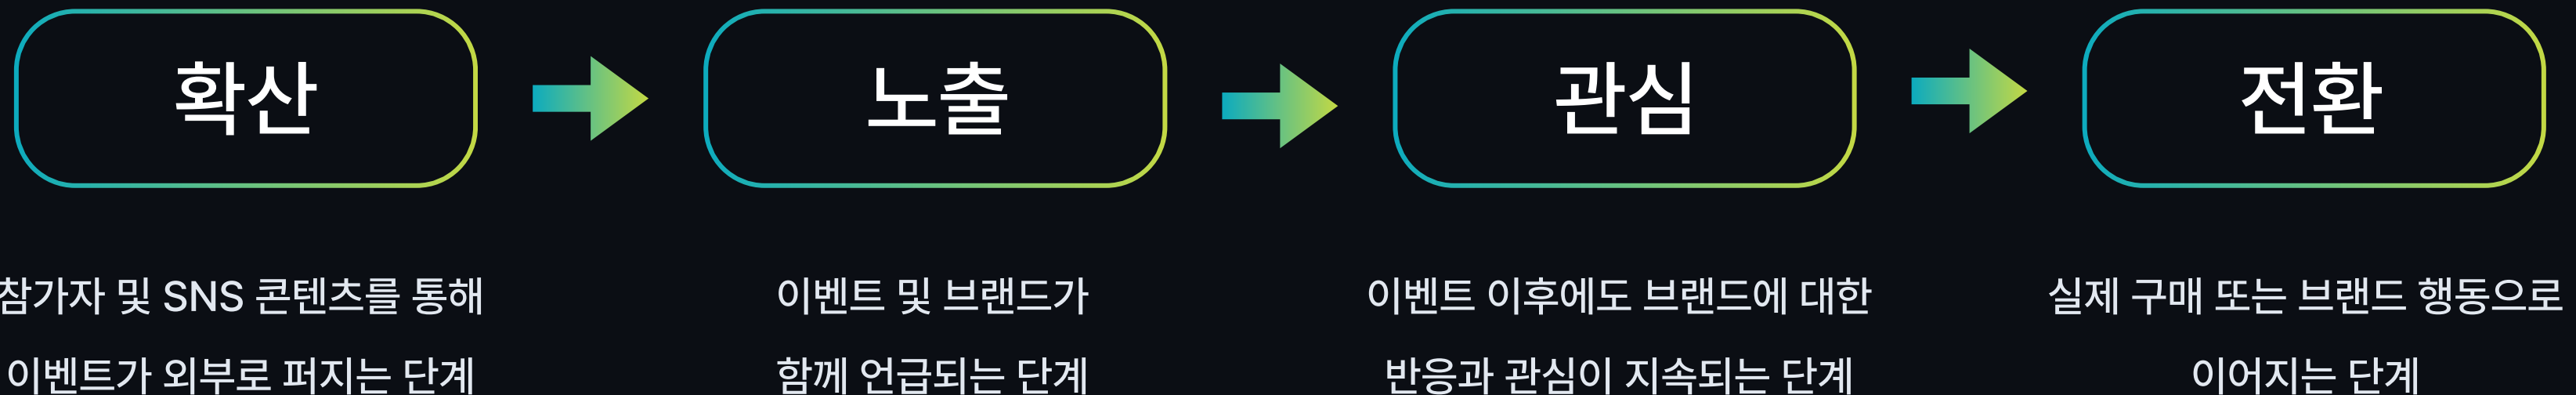 확산
노출
관심
전환
참가자 및 SNS 콘텐츠를 통해
이벤트가 외부로 퍼지는 단계
이벤트 및 브랜드가
함께 언급되는 단계
이벤트 이후에도 브랜드에 대한
반응과 관심이 지속되는 단계
실제 구매 또는 브랜드 행동으로
이어지는 단계